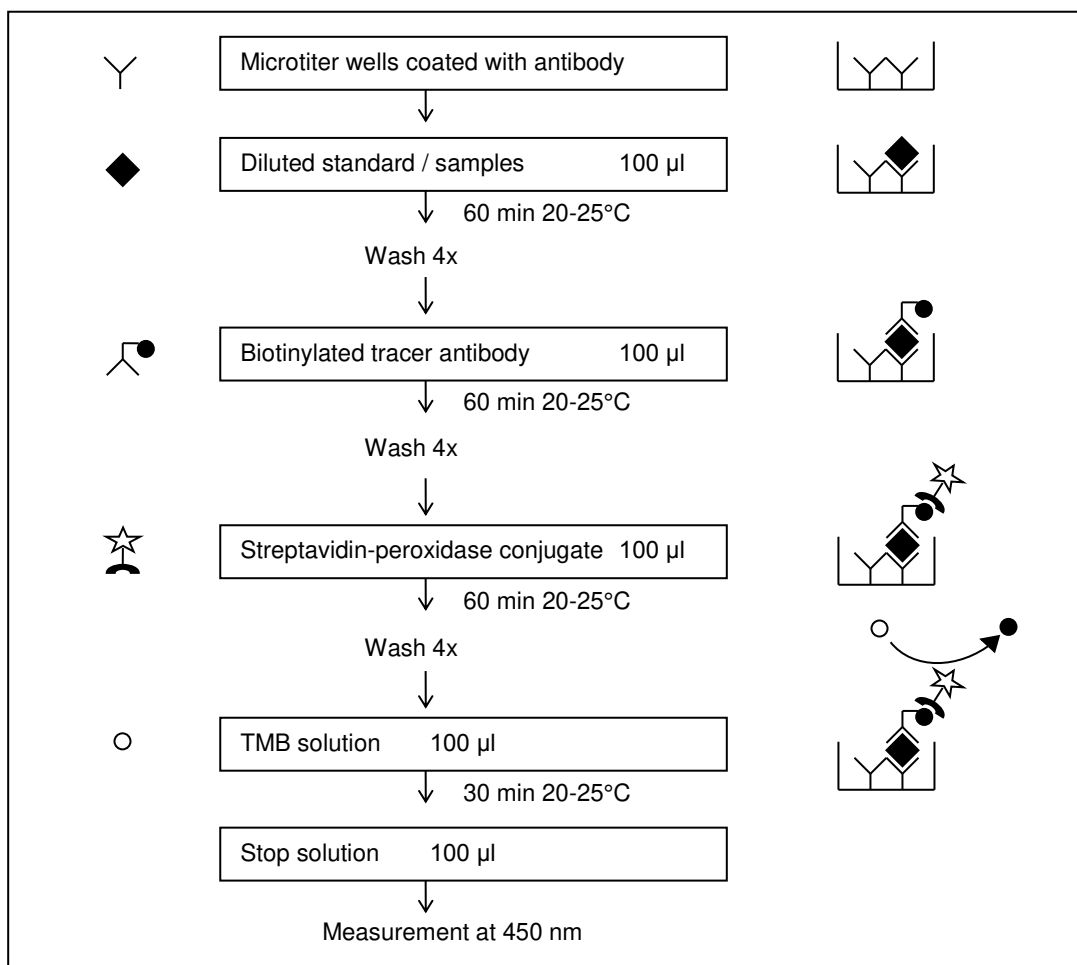 Microtiter wells coated with antibody
Diluted standard / samples 100 µl
60 min 20-25°C
Wash 4x
Biotinylated tracer antibody 100 µl
60 min 20-25°C
Wash 4x
Streptavidin-peroxidase conjugate 100 µl
60 min 20-25°C
Wash 4x
TMB solution 100 µl
30 min 20-25°C
Stop solution 100 µl
Measurement at 450 nm